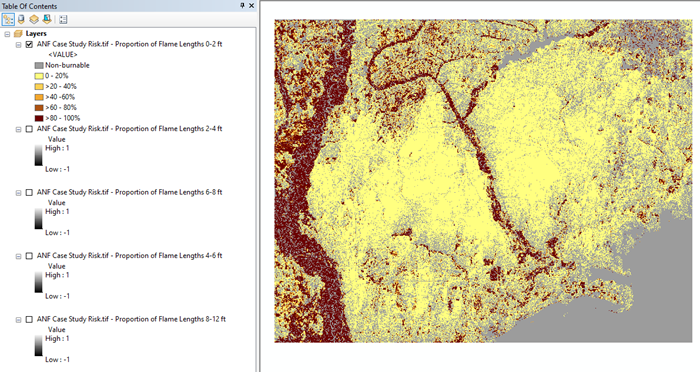 Table Of Contents
Layers
ANF Case Study Risk.tif - Proportion of Flame Lengths 0-2 ft
<VALUE>
Non-burnable
0 - 20%
>20 - 40%
>40 -60%
>60 - 80%
>80 - 100%
ANF Case Study Risk.tif - Proportion of Flame Lengths 2-4 ft
Value
High : 1
Low : -1
ANF Case Study Risk.tif - Proportion of Flame Lengths 6-8 ft
Value
High : 1
Low : -1
ANF Case Study Risk.tif - Proportion of Flame Lengths 4-6 ft
Value
High : 1
Low : -1
ANF Case Study Risk.tif - Proportion of Flame Lengths 8-12 ft
Value
High : 1
Low : -1